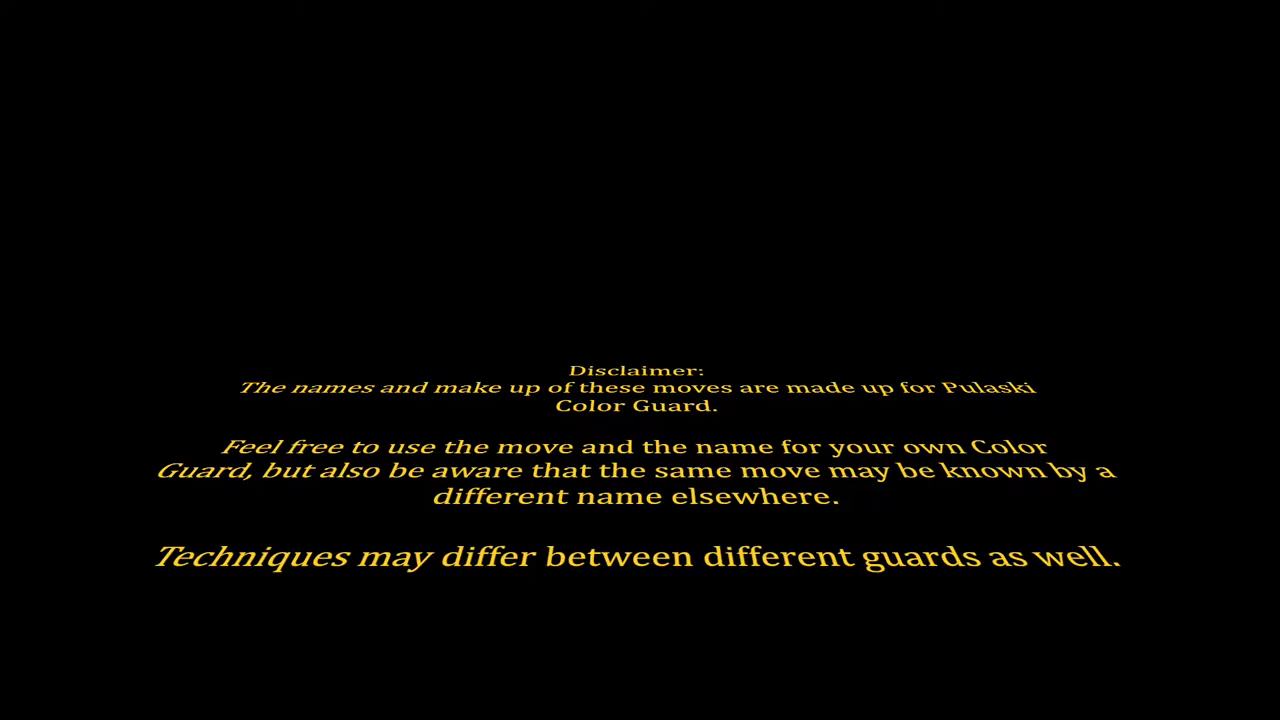 Disclaimer:
The names and make up of these moves are made up for Pulaski
Color Guard.
Feel free to use the move and the name for your own Color
Guard, but also be aware that the same move may be known by a
different name elsewhere.
Techniques may differ between different guards as well.